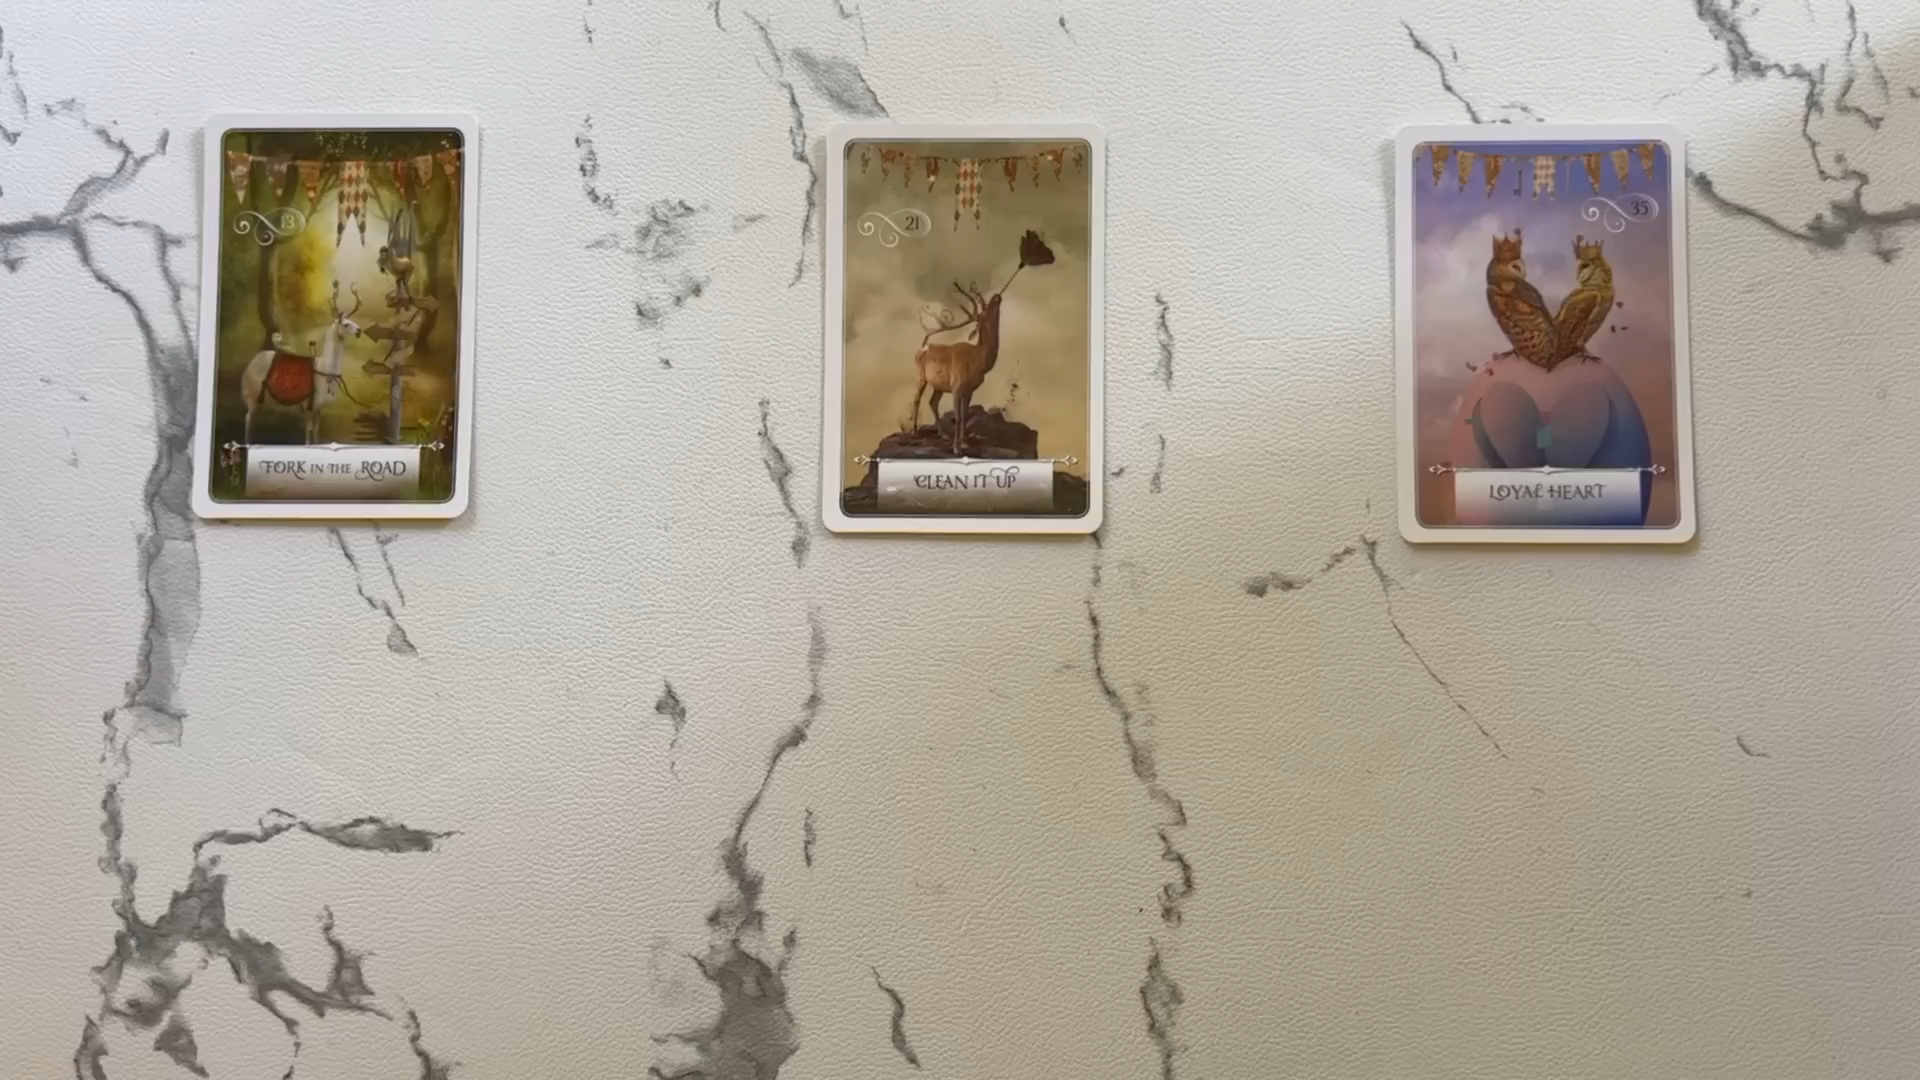 13
FORK IN THE ROAD
21
CLEAN IT UP
35
LOYAL HEART